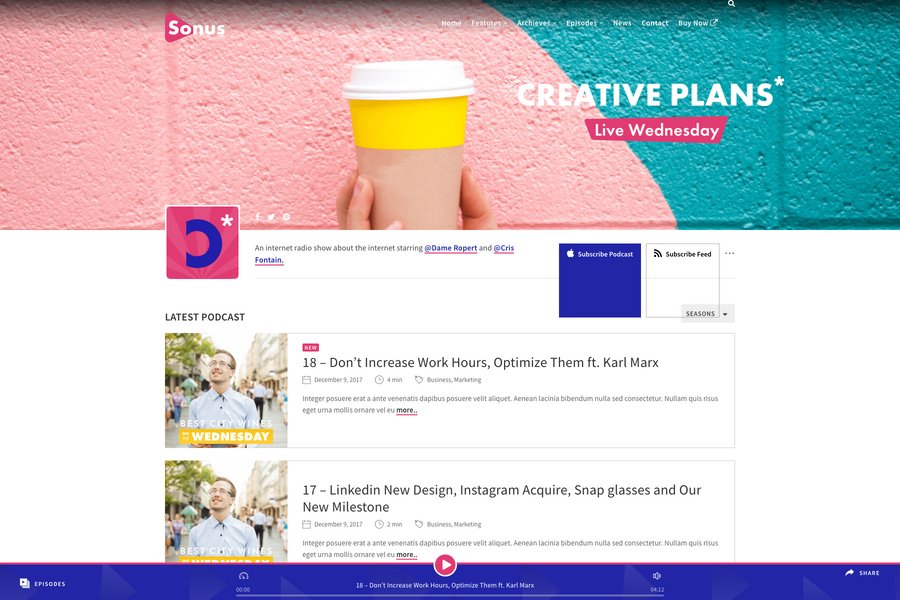 Sonus
Home Features Archieves Episodes News Contact Buy Now
CREATIVE PLANS*
Live Wednesday
An internet radio show about the internet starring @Dame Ropert and @Cris
Fontain.
Subscribe Podcast
Subscribe Feed
...
LATEST PODCAST
SEASONS
NEW
18 – Don't Increase Work Hours, Optimize Them ft. Karl Marx
December 9, 2017 4 min Business, Marketing
Integer posuere erat a ante venenatis dapibus posuere velit aliquet. Aenean lacinia bibendum nulla sed consectetur. Nullam quis risus
eget urna mollis ornare vel eu more..
BEST CITY WINES
WEDNESDAY
17 – Linkedin New Design, Instagram Acquire, Snap glasses and Our
New Milestone
December 9, 2017 2 min Business, Marketing
Integer posuere erat a ante venenatis dapibus posuere velit aliquet. Aenean lacinia bibendum nulla sed consectetur. Nullam quis risus
eget urna mollis ornare vel eu more..
BEST CITY WINES
EPISODES
00:00
18 – Don't Increase Work Hours, Optimize Them ft. Karl Marx
04:12
SHARE